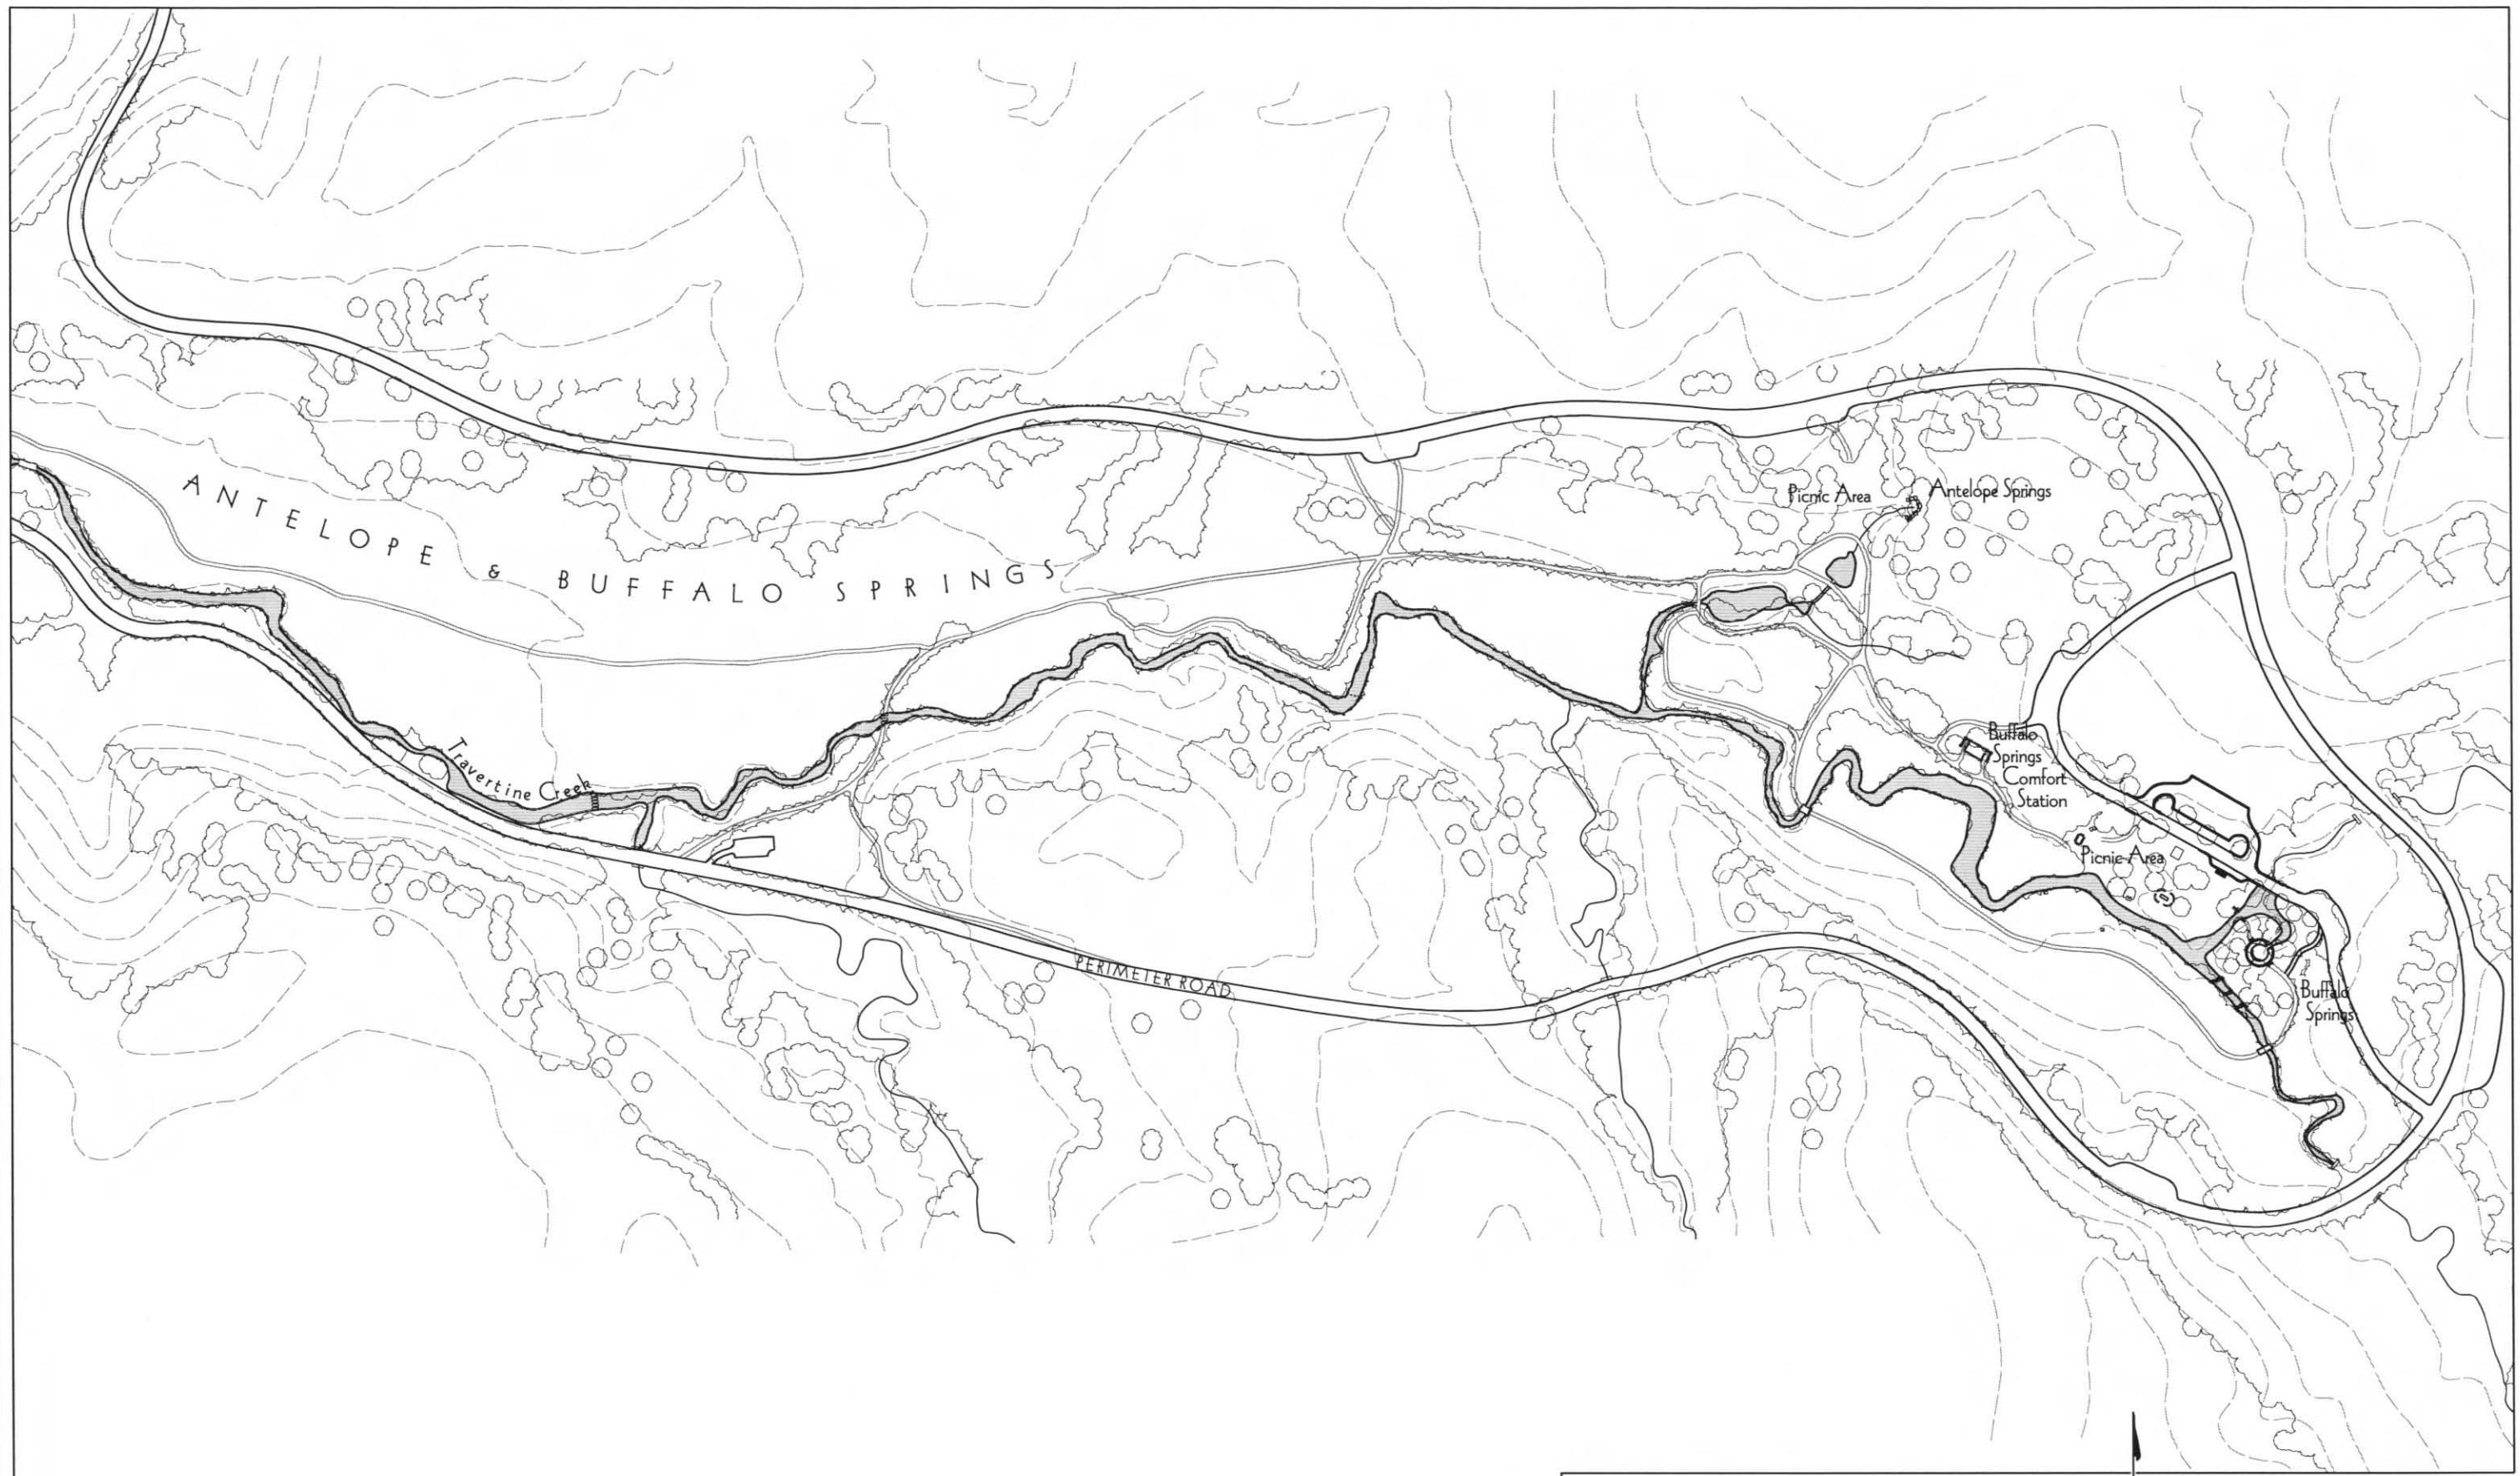 Picnic Area
Antelope Springs
ANTELOPE & BUFFALO SPRINGS
Buffalo
Springs
Comfort
Station
Travertine Creek
Picnic Area
PERIMETER ROAD
Buffalo
Springs